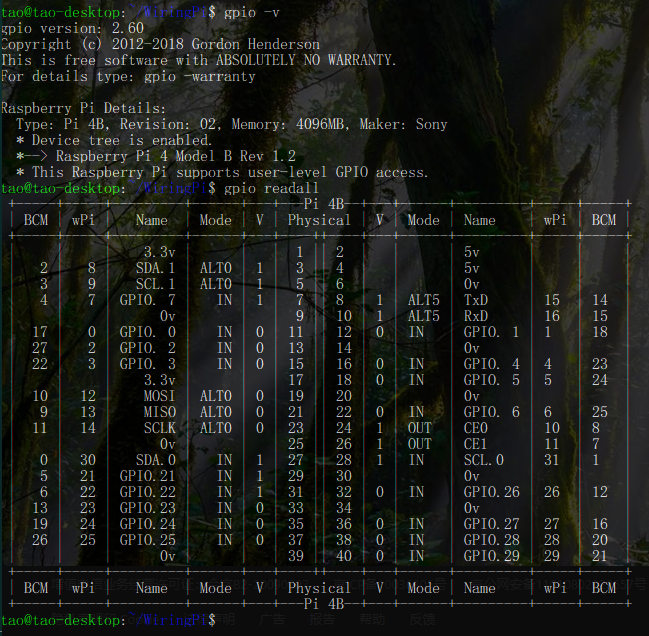 tao@tao-desktop:~/WiringPi$ gpio -v
gpio version: 2.60
Copyright (c) 2012-2018 Gordon Henderson
This is free software with ABSOLUTELY NO WARRANTY.
For details type: gpio -warranty
Raspberry Pi Details:
  Type: Pi 4B, Revision: 02, Memory: 4096MB, Maker: Sony
  * Device tree is enabled.
  *--> Raspberry Pi 4 Model B Rev 1.2
  * This Raspberry Pi supports user-level GPIO access.
tao@tao-desktop:~/WiringPi$ gpio readall
 +-----+-----+---------+------+---+---Pi 4B--+---+------+---------+-----+-----+
 | BCM | wPi |   Name  | Mode | V | Physical | V | Mode | Name    | wPi | BCM |
 +-----+-----+---------+------+---+----++----+---+------+---------+-----+-----+
 |     |     |    3.3v |      |   |  1 || 2  |   |      | 5v      |     |     |
 |   2 |   8 |   SDA.1 | ALT0 | 1 |  3 || 4  |   |      | 5v      |     |     |
 |   3 |   9 |   SCL.1 | ALT0 | 1 |  5 || 6  |   |      | 0v      |     |     |
 |   4 |   7 | GPIO. 7 |   IN | 1 |  7 || 8  | 1 | ALT5 | TxD     | 15  | 14  |
 |     |     |      0v |      |   |  9 || 10 | 1 | ALT5 | RxD     | 16  | 15  |
 |  17 |   0 | GPIO. 0 |   IN | 0 | 11 || 12 | 0 | IN   | GPIO. 1 | 1   | 18  |
 |  27 |   2 | GPIO. 2 |   IN | 0 | 13 || 14 |   |      | 0v      |     |     |
 |  22 |   3 | GPIO. 3 |   IN | 0 | 15 || 16 | 0 | IN   | GPIO. 4 | 4   | 23  |
 |     |     |    3.3v |      |   | 17 || 18 | 0 | IN   | GPIO. 5 | 5   | 24  |
 |  10 |  12 |    MOSI | ALT0 | 0 | 19 || 20 |   |      | 0v      |     |     |
 |   9 |  13 |    MISO | ALT0 | 0 | 21 || 22 | 0 | IN   | GPIO. 6 | 6   | 25  |
 |  11 |  14 |    SCLK | ALT0 | 0 | 23 || 24 | 1 | OUT  | CE0     | 10  | 8   |
 |     |     |      0v |      |   | 25 || 26 | 1 | OUT  | CE1     | 11  | 7   |
 |   0 |  30 |   SDA.0 |   IN | 1 | 27 || 28 | 1 | IN   | SCL.0   | 31  | 1   |
 |   5 |  21 | GPIO.21 |   IN | 1 | 29 || 30 |   |      | 0v      |     |     |
 |   6 |  22 | GPIO.22 |   IN | 1 | 31 || 32 | 0 | IN   | GPIO.26 | 26  | 12  |
 |  13 |  23 | GPIO.23 |   IN | 0 | 33 || 34 |   |      | 0v      |     |     |
 |  19 |  24 | GPIO.24 |   IN | 0 | 35 || 36 | 0 | IN   | GPIO.27 | 27  | 16  |
 |  26 |  25 | GPIO.25 |   IN | 0 | 37 || 38 | 0 | IN   | GPIO.28 | 28  | 20  |
 |     |     |      0v |      |   | 39 || 40 | 0 | IN   | GPIO.29 | 29  | 21  |
 +-----+-----+---------+------+---+----++----+---+------+---------+-----+-----+
 | BCM | wPi |   Name  | Mode | V | Physical | V | Mode | Name    | wPi | BCM |
 +-----+-----+---------+------+---+---Pi 4B--+---+------+---------+-----+-----+
tao@tao-desktop:~/WiringPi$
广告 报告 帮助 反馈